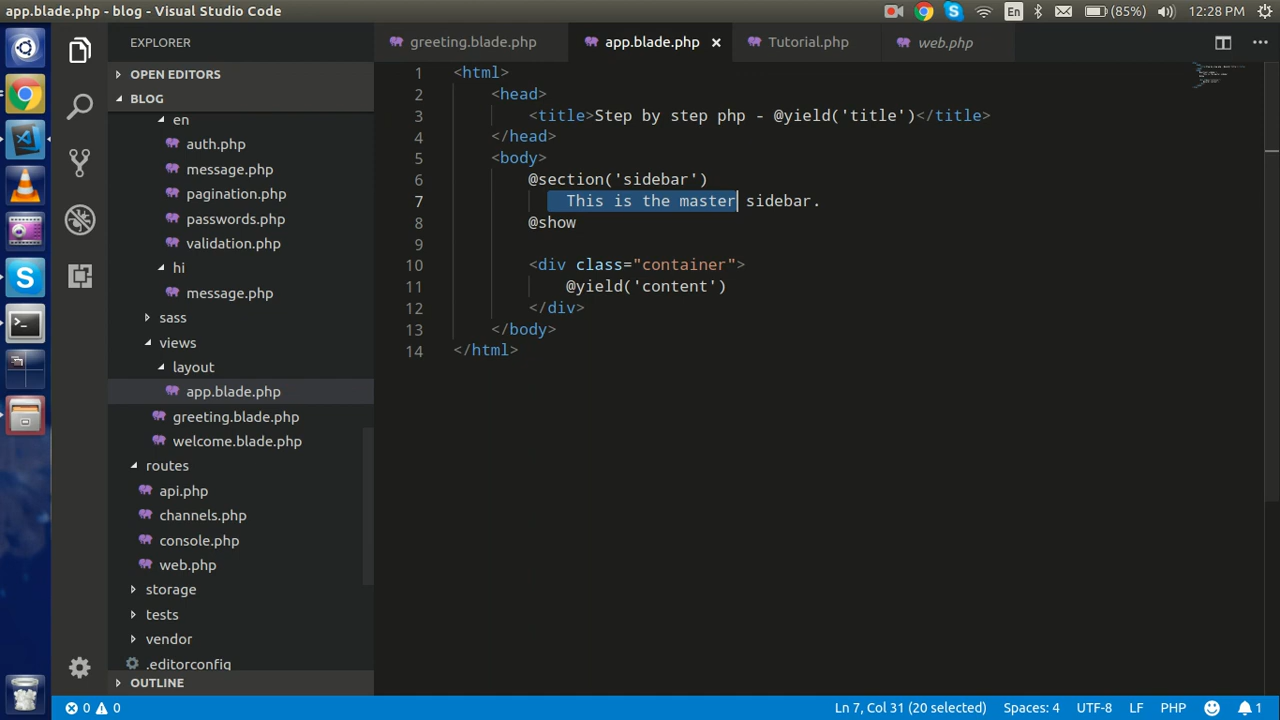 app.blade.php - blog - Visual Studio Code
En
(85%)
12:28 PM
EXPLORER
OPEN EDITORS
BLOG
en
auth.php
message.php
pagination.php
passwords.php
validation.php
hi
message.php
sass
views
layout
app.blade.php
greeting.blade.php
welcome.blade.php
routes
api.php
channels.php
console.php
web.php
storage
tests
vendor
.editorconfig
OUTLINE
greeting.blade.php
app.blade.php
Tutorial.php
web.php
1 <html>
2 <head>
3 <title>Step by step php - @yield('title')</title>
4 </head>
5 <body>
6 @section('sidebar')
7 This is the master sidebar.
8 @show
9
10 <div class="container">
11 @yield('content')
12 </div>
13 </body>
14 </html>
0 0
Ln 7, Col 31 (20 selected)
Spaces: 4
UTF-8
LF
PHP
1